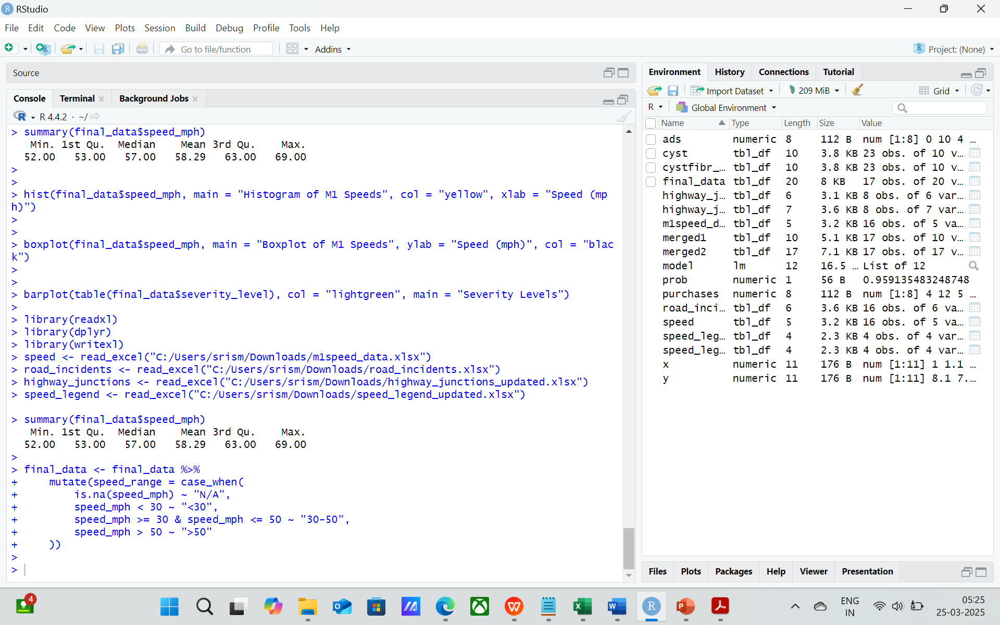 RStudio
File Edit Code View Plots Session Build Debug Profile Tools Help
Go to file/function Addins Project: (None)
Source
Console Terminal Background Jobs
R 4.4.2 · ~/
> summary(final_data$speed_mph)
Min. 1st Qu. Median Mean 3rd Qu. Max.
52.00 53.00 57.00 58.29 63.00 69.00
>
>
> hist(final_data$speed_mph, main = "Histogram of M1 Speeds", col = "yellow", xlab = "Speed (mp
h)")
>
>
> boxplot(final_data$speed_mph, main = "Boxplot of M1 Speeds", ylab = "Speed (mph)", col = "blac
k")
>
>
> barplot(table(final_data$severity_level), col = "lightgreen", main = "Severity Levels")
>
> library(readxl)
> library(dplyr)
> library(writexl)
> speed <- read_excel("C:/Users/srism/Downloads/m1speed_data.xlsx")
> road_incidents <- read_excel("C:/Users/srism/Downloads/road_incidents.xlsx")
> highway_junctions <- read_excel("C:/Users/srism/Downloads/highway_junctions_updated.xlsx")
> speed_legend <- read_excel("C:/Users/srism/Downloads/speed_legend_updated.xlsx")
> summary(final_data$speed_mph)
Min. 1st Qu. Median Mean 3rd Qu. Max.
52.00 53.00 57.00 58.29 63.00 69.00
>
> final_data <- final_data %>%
+ mutate(speed_range = case_when(
+ is.na(speed_mph) ~ "N/A",
+ speed_mph < 30 ~ "<30",
+ speed_mph >= 30 & speed_mph <= 50 ~ "30-50",
+ speed_mph > 50 ~ ">50"
+ ))
>
>
Environment History Connections Tutorial
Import Dataset 209 MiB Grid
R Global Environment
Name Type Length Size Value
ads numeric 8 112 B num [1:8] 0 10 4 …
cyst tbl_df 10 3.8 KB 23 obs. of 10 v…
cystfibr_… tbl_df 10 3.8 KB 23 obs. of 10 v…
final_data tbl_df 20 8 KB 17 obs. of 20 v…
highway_j… tbl_df 6 3.1 KB 8 obs. of 6 var…
highway_j… tbl_df 7 3.6 KB 8 obs. of 7 var…
m1speed_d… tbl_df 5 3.2 KB 16 obs. of 5 va…
merged1 tbl_df 10 5.1 KB 17 obs. of 10 v…
merged2 tbl_df 17 7.1 KB 17 obs. of 17 v…
model lm 12 16.5 … List of 12
prob numeric 1 56 B 0.959135483248748
purchases numeric 8 112 B num [1:8] 4 12 5 …
road_inci… tbl_df 6 3.6 KB 16 obs. of 6 va…
speed tbl_df 5 3.2 KB 16 obs. of 5 va…
speed_leg… tbl_df 4 2.3 KB 4 obs. of 4 var…
speed_leg… tbl_df 4 2.3 KB 4 obs. of 4 var…
x numeric 11 176 B num [1:11] 1 1.1 …
y numeric 11 176 B num [1:11] 8.1 7.…
Files Plots Packages Help Viewer Presentation
4
ENG
IN
05:25
25-03-2025